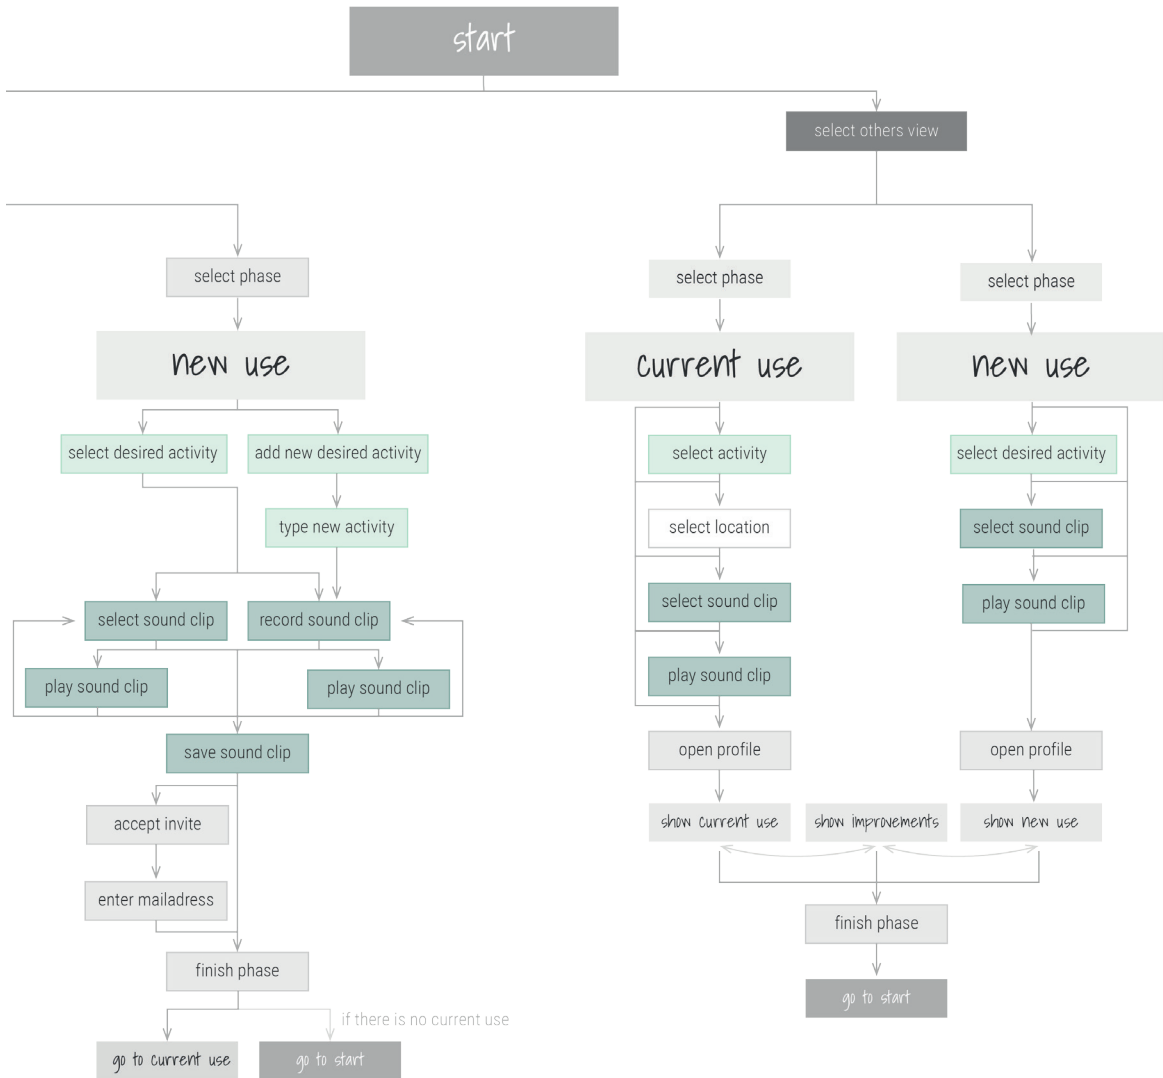 start
select others view
select phase
select phase
select phase
new use
current use
new use
select desired activity
add new desired activity
select activity
select desired activity
type new activity
select location
select sound clip
select sound clip
record sound clip
select sound clip
play sound clip
play sound clip
play sound clip
play sound clip
save sound clip
open profile
open profile
accept invite
show current use
show improvements
show new use
enter mailadress
finish phase
finish phase
go to start
if there is no current use
go to current use
go to start